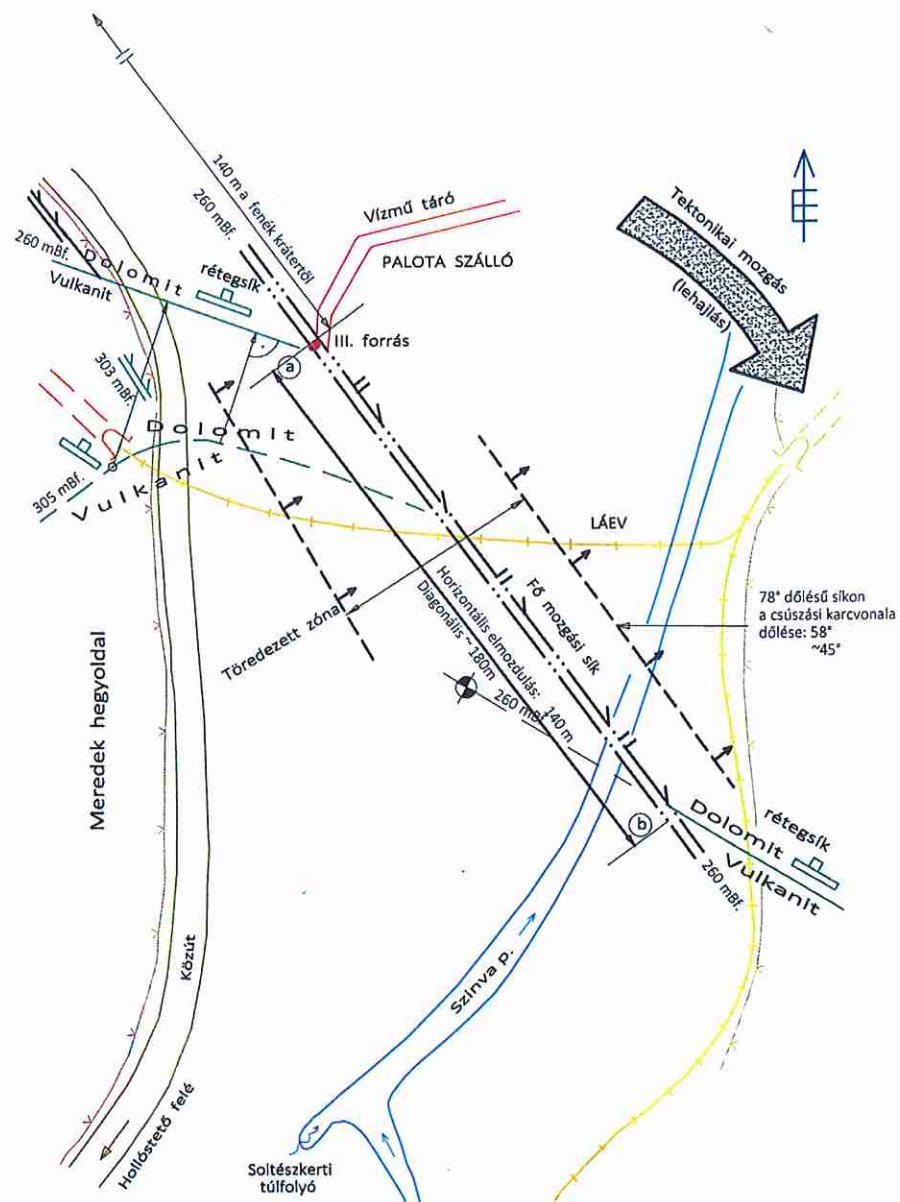 140 m a fenék krátertől
260 mBf.
Vízmű táró
PALOTA SZÁLLÓ
Tektonikai mozgás
(lehajlás)
É
260 mBf.
Dolomit
Vulkanit
rétegsík
III. forrás
a
303 mBf.
Dolomit
Vulkanit
305 mBf.
LÁEV
Töredezett zóna
Horizontális elmozdulás:
140 m
Diagonális ~180m
260 mBf.
Fő mozgási sík
78° dőlésű síkon
a csúszási karcvonala
dőlése: 58°
~45°
Meredek hegyoldal
b
Dolomit
Vulkanit
rétegsík
260 mBf.
Közút
Szinva p.
Hollóstető felé
Soltészkerti
túlfolyó